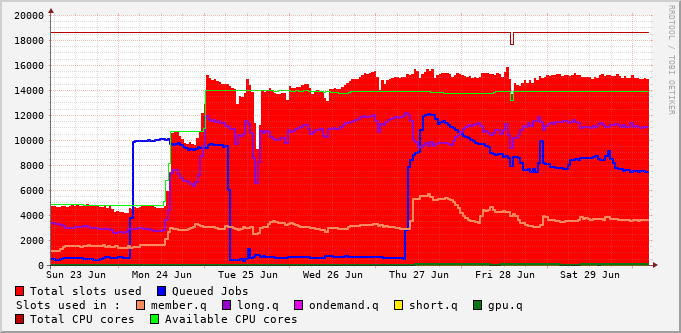 20000
18000
16000
14000
12000
10000
8000
6000
4000
2000
0
Sun 23 Jun Mon 24 Jun Tue 25 Jun Wed 26 Jun Thu 27 Jun Fri 28 Jun Sat 29 Jun
Total slots used Queued Jobs
Slots used in : member.q long.q ondemand.q short.q gpu.q
Total CPU cores Available CPU cores
RRDTOOL / TOBI OETIKER